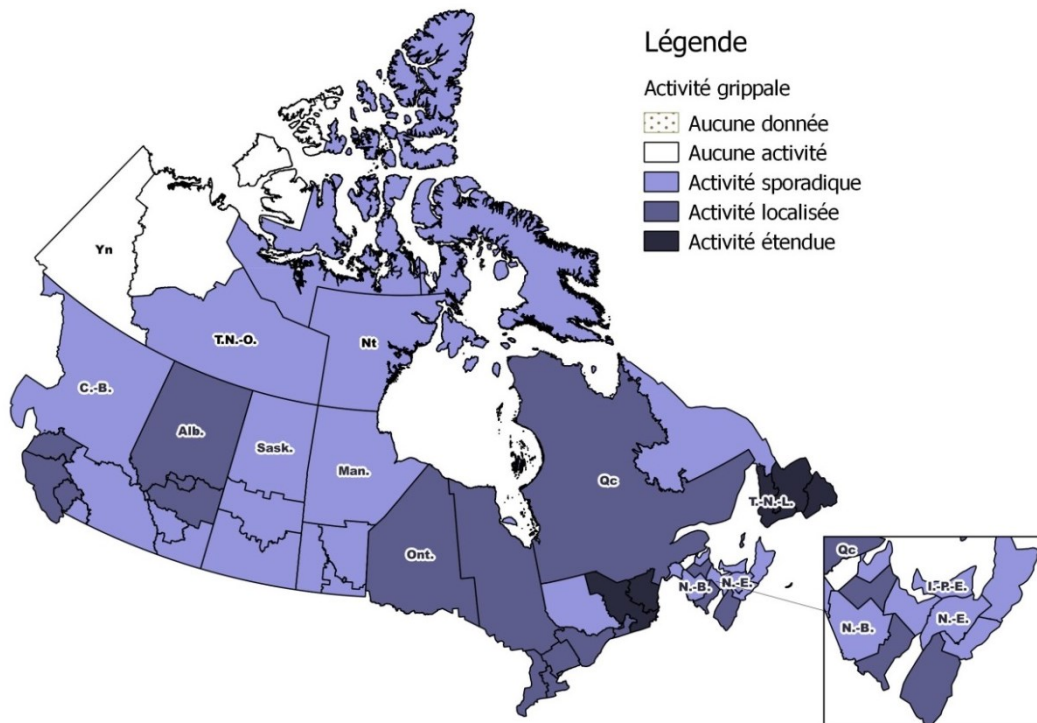 Légende
Activité grippale
Aucune donnée
Aucune activité
Activité sporadique
Activité localisée
Activité étendue
Yn
T.N.-O.
Nt
C.-B.
Alb.
Sask.
Man.
Qc
T.-N.-L.
Ont.
N.-B.
N.-E.
Qc
I.-P.-E.
N.-E.
N.-B.